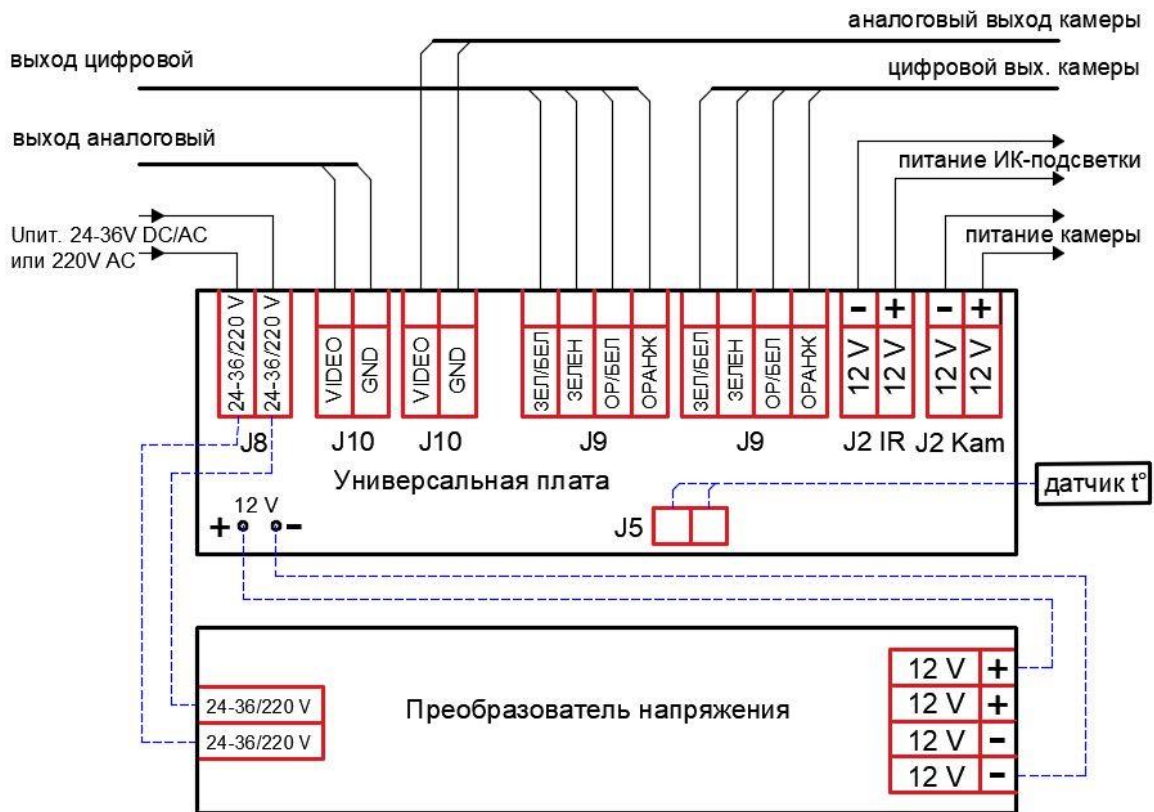 аналоговый выход камеры
выход цифровой
цифровой вых. камеры
выход аналоговый
питание ИК-подсветки
Uпит. 24-36V DC/AC
или 220V AC
питание камеры
24-36/220 V
24-36/220 V
VIDEO
GND
VIDEO
GND
ЗЕЛ/БЕЛ
ЗЕЛЕН
ОР/БЕЛ
ОРАНЖ
ЗЕЛ/БЕЛ
ЗЕЛЕН
ОР/БЕЛ
ОРАНЖ
12 V -
12 V +
12 V -
12 V +
J8
J10
J10
J9
J9
J2 IR
J2 Kam
Универсальная плата
датчик t°
12 V
+ -
J5
12 V +
12 V +
12 V -
12 V -
24-36/220 V
24-36/220 V
Преобразователь напряжения